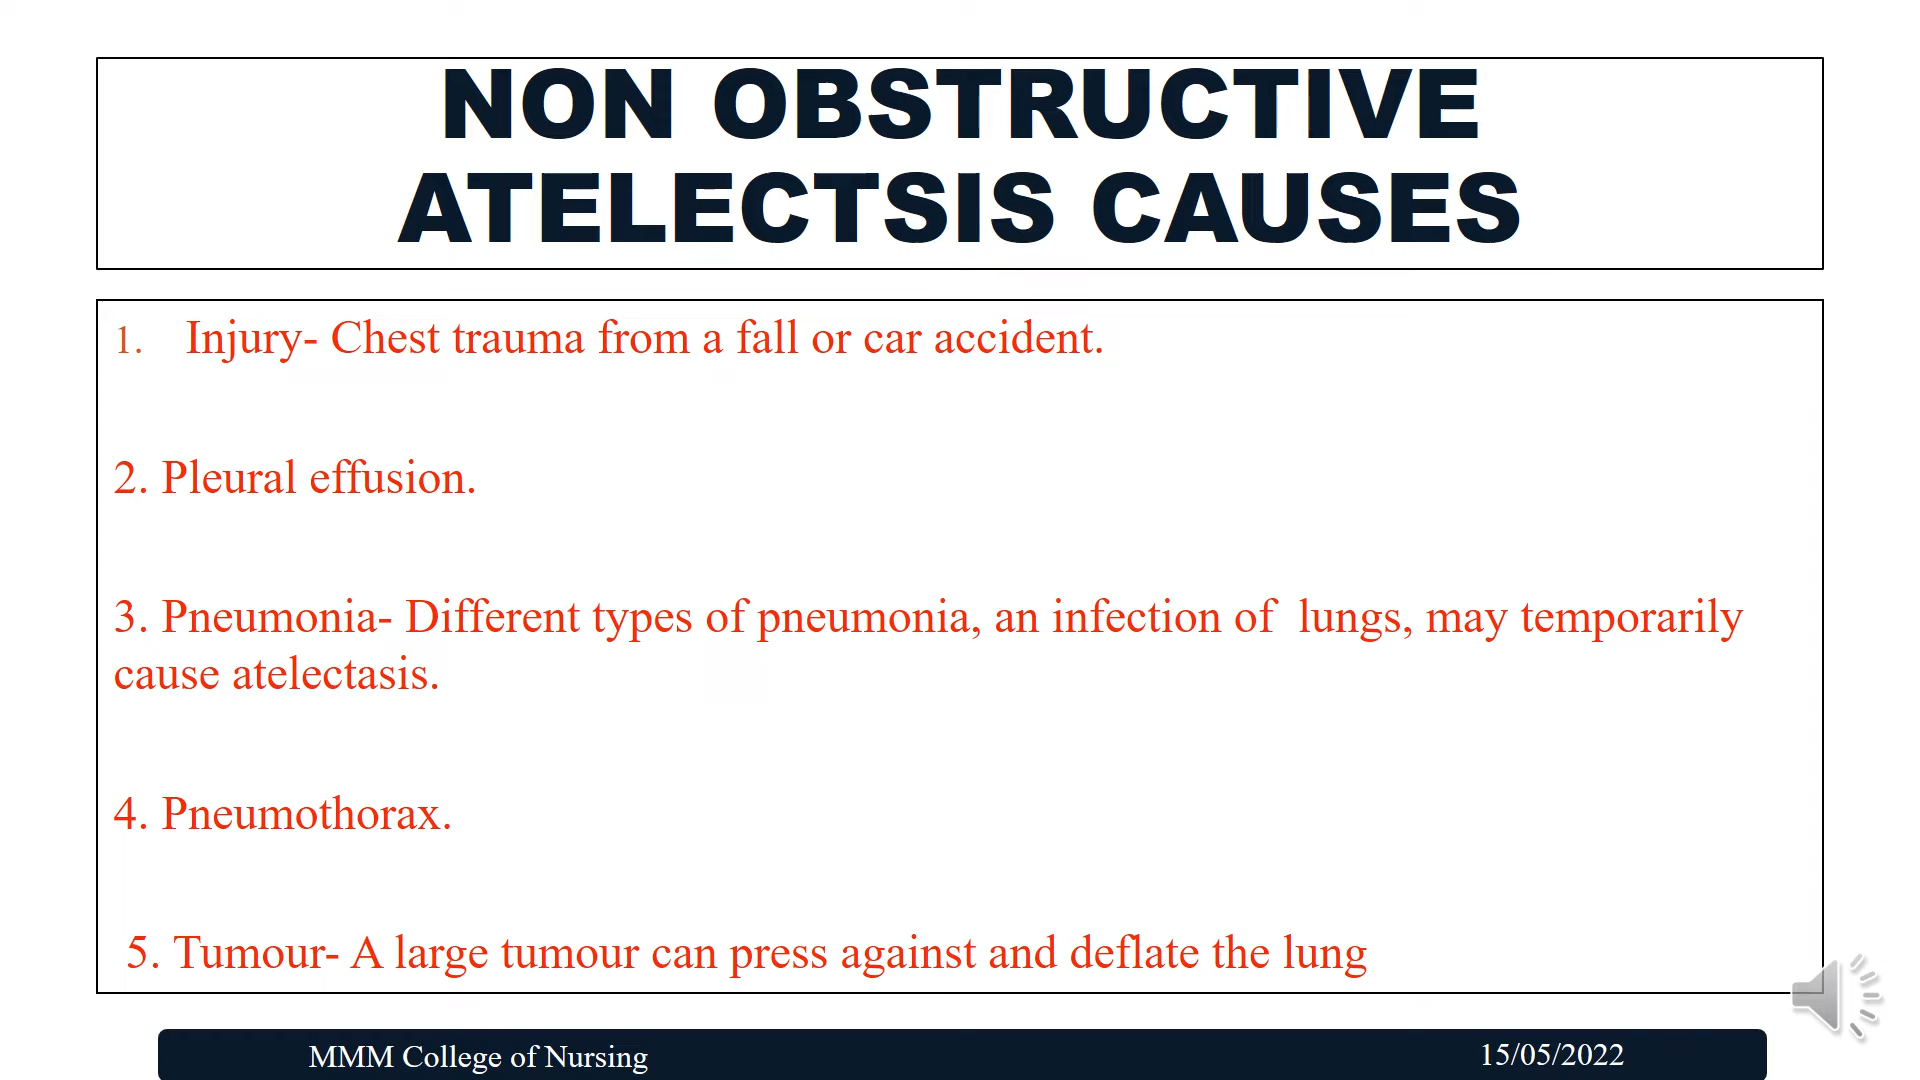 NON OBSTRUCTIVE
ATELECTSIS CAUSES
1. Injury- Chest trauma from a fall or car accident.
2. Pleural effusion.
3. Pneumonia- Different types of pneumonia, an infection of  lungs, may temporarily
cause atelectasis.
4. Pneumothorax.
5. Tumour- A large tumour can press against and deflate the lung
MMM College of Nursing
15/05/2022